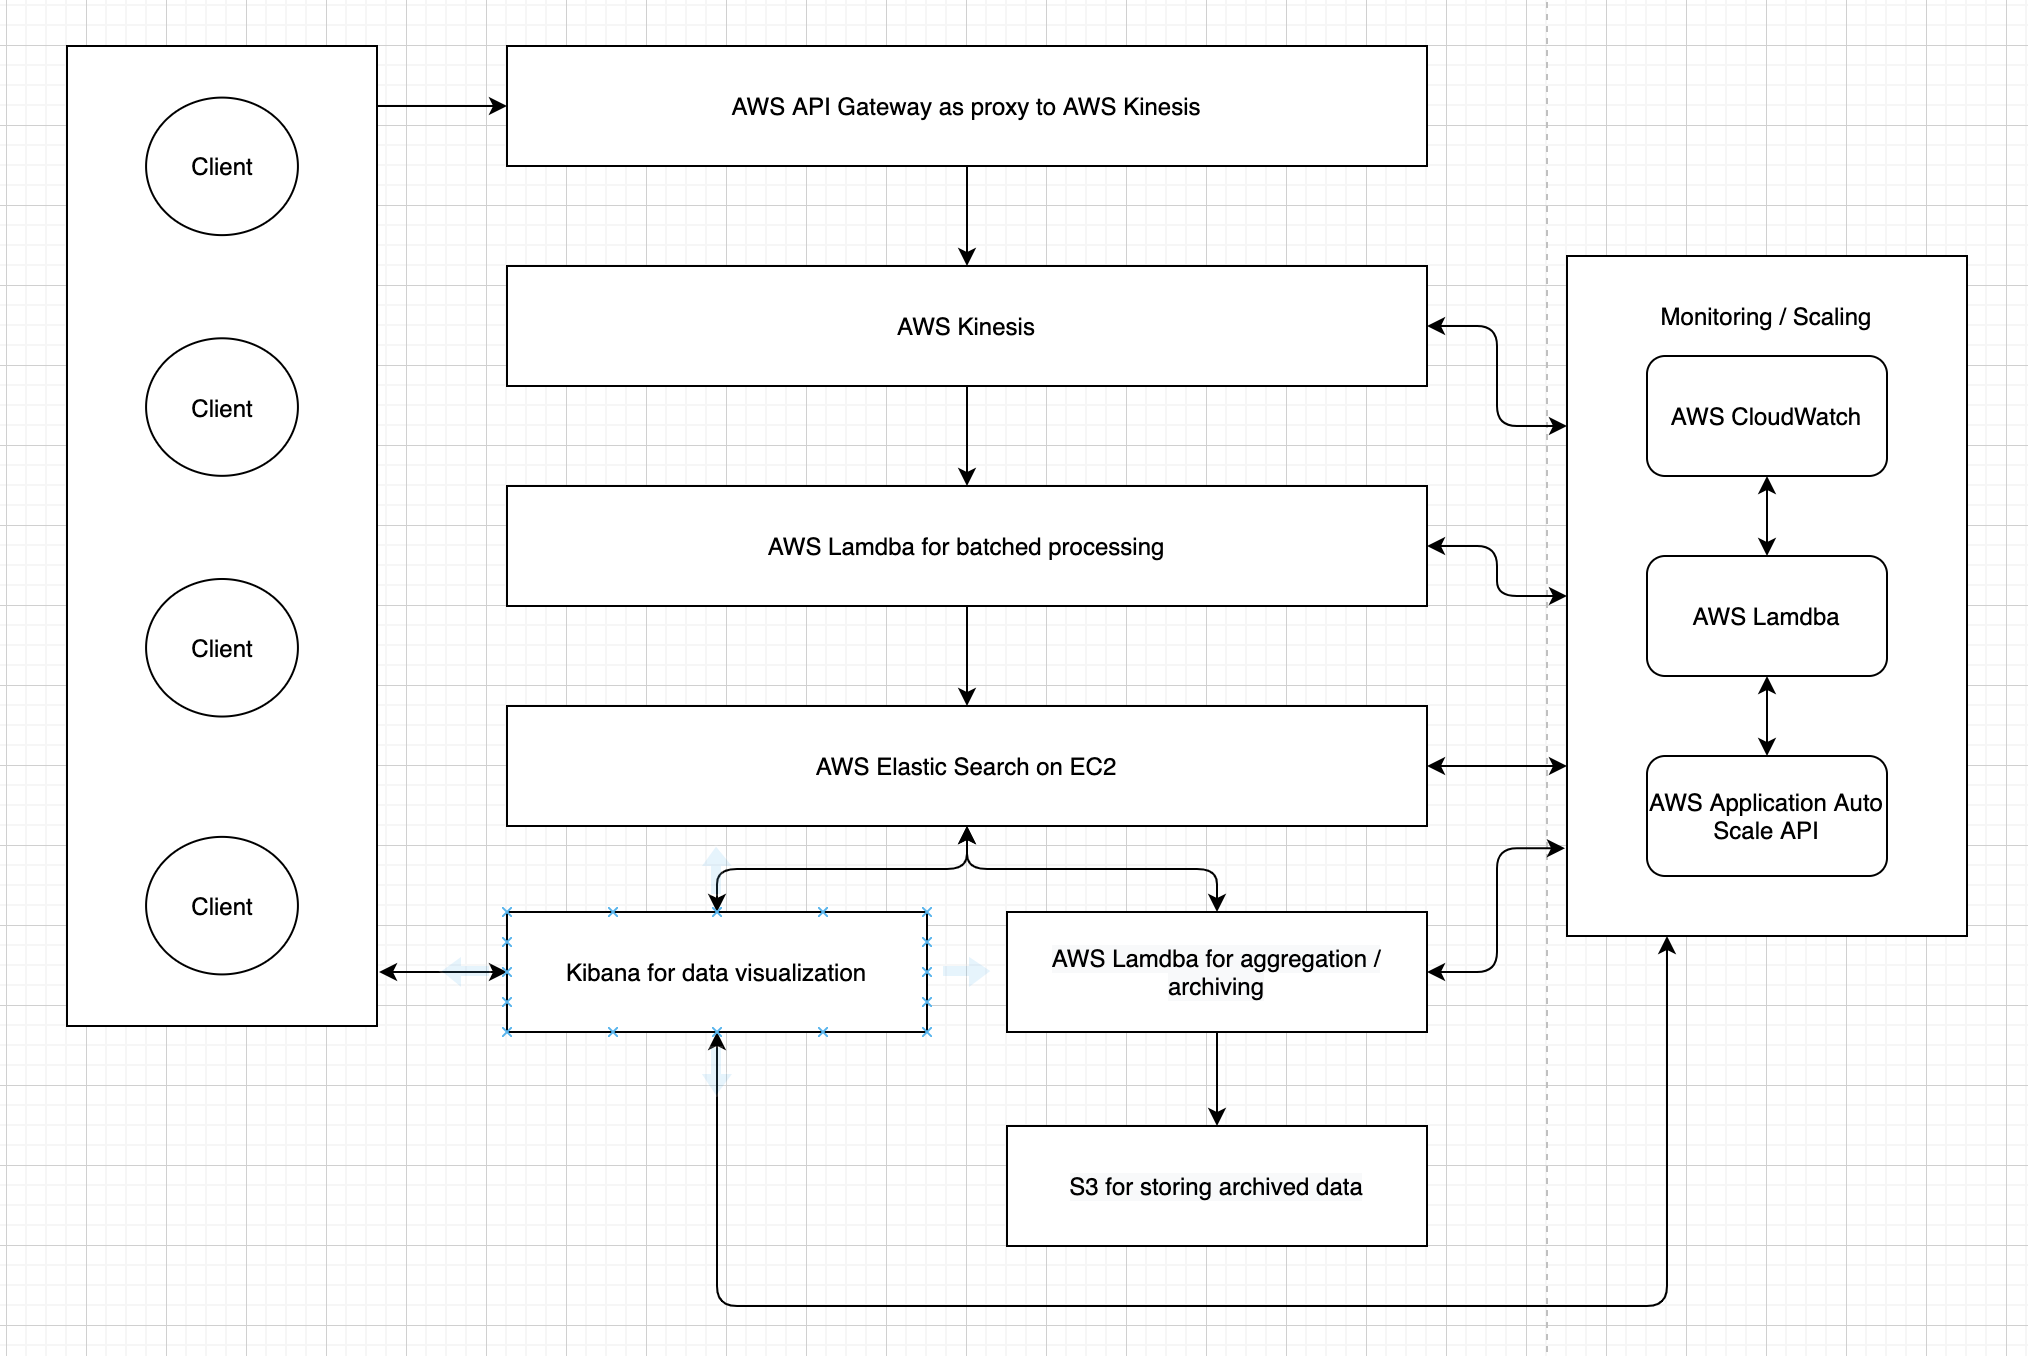 Client
Client
Client
Client
AWS API Gateway as proxy to AWS Kinesis
AWS Kinesis
AWS Lamdba for batched processing
AWS Elastic Search on EC2
Kibana for data visualization
AWS Lamdba for aggregation /
archiving
S3 for storing archived data
Monitoring / Scaling
AWS CloudWatch
AWS Lamdba
AWS Application Auto
Scale API